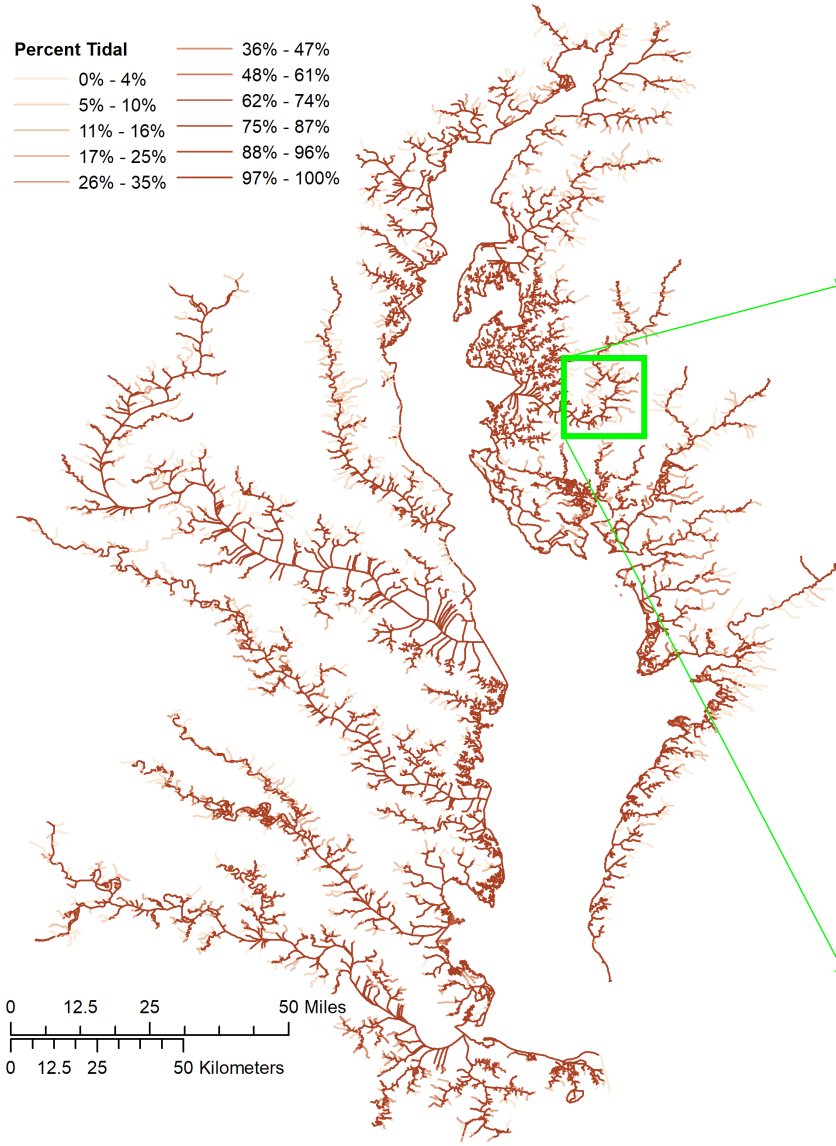 Percent Tidal
0% - 4%
5% - 10%
11% - 16%
17% - 25%
26% - 35%
36% - 47%
48% - 61%
62% - 74%
75% - 87%
88% - 96%
97% - 100%
0 12.5 25 50 Miles
0 12.5 25 50 Kilometers